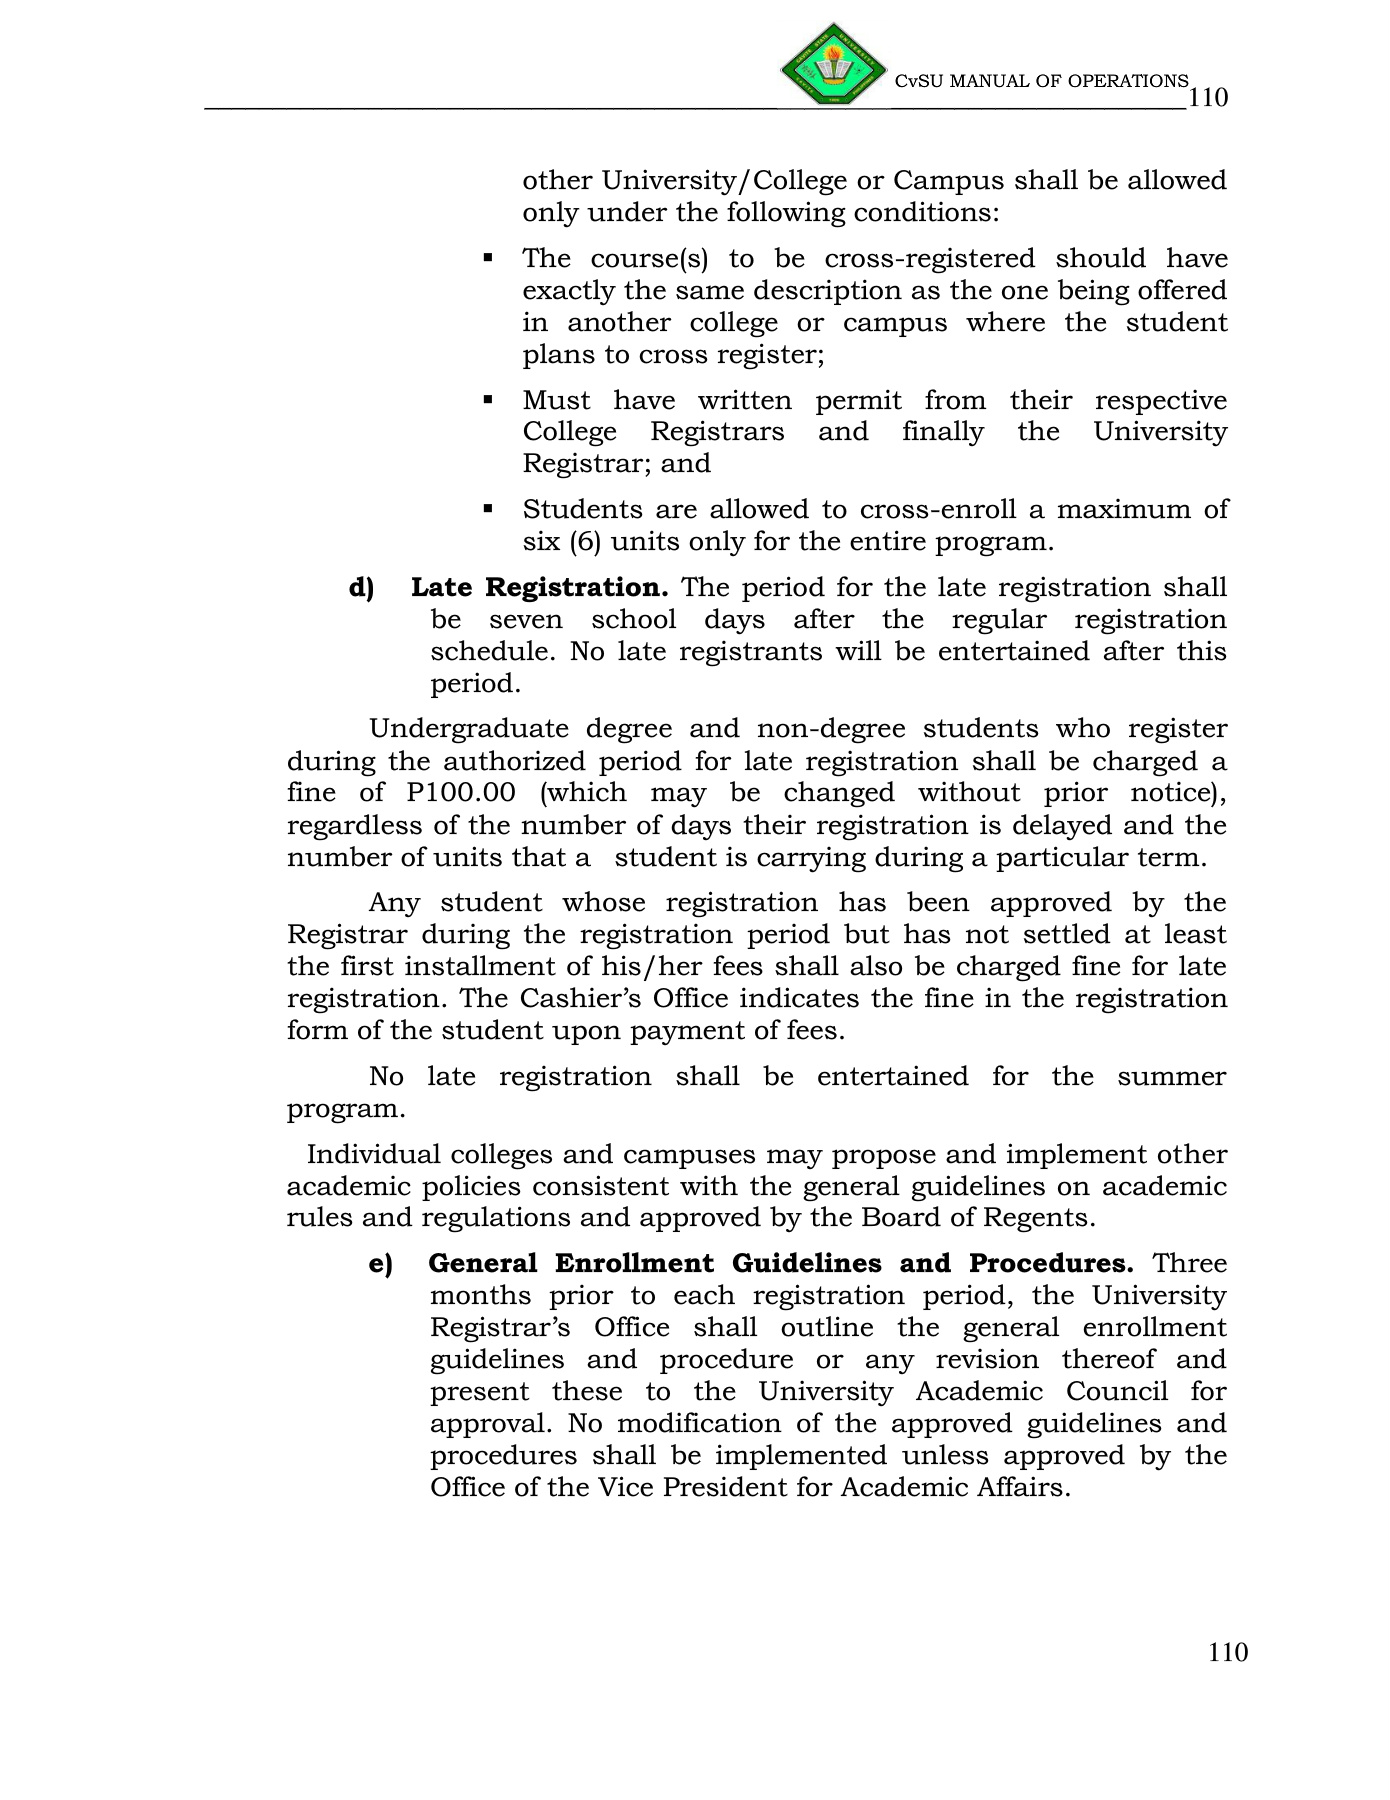 CvSU MANUAL OF OPERATIONS
110
other University/College or Campus shall be allowed
only under the following conditions:
▪ The course(s) to be cross-registered should have
exactly the same description as the one being offered
in another college or campus where the student
plans to cross register;
▪ Must have written permit from their respective
College Registrars and finally the University
Registrar; and
▪ Students are allowed to cross-enroll a maximum of
six (6) units only for the entire program.
d) Late Registration. The period for the late registration shall
be seven school days after the regular registration
schedule. No late registrants will be entertained after this
period.
Undergraduate degree and non-degree students who register
during the authorized period for late registration shall be charged a
fine of P100.00 (which may be changed without prior notice),
regardless of the number of days their registration is delayed and the
number of units that a student is carrying during a particular term.
Any student whose registration has been approved by the
Registrar during the registration period but has not settled at least
the first installment of his/her fees shall also be charged fine for late
registration. The Cashier’s Office indicates the fine in the registration
form of the student upon payment of fees.
No late registration shall be entertained for the summer
program.
Individual colleges and campuses may propose and implement other
academic policies consistent with the general guidelines on academic
rules and regulations and approved by the Board of Regents.
e) General Enrollment Guidelines and Procedures. Three
months prior to each registration period, the University
Registrar’s Office shall outline the general enrollment
guidelines and procedure or any revision thereof and
present these to the University Academic Council for
approval. No modification of the approved guidelines and
procedures shall be implemented unless approved by the
Office of the Vice President for Academic Affairs.
110